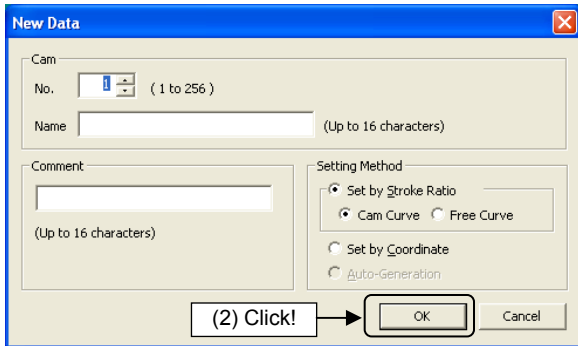 New Data
Cam
No. 1 ( 1 to 256 )
Name (Up to 16 characters)
Comment
(Up to 16 characters)
Setting Method
Set by Stroke Ratio
Cam Curve Free Curve
Set by Coordinate
Auto-Generation
(2) Click! OK Cancel